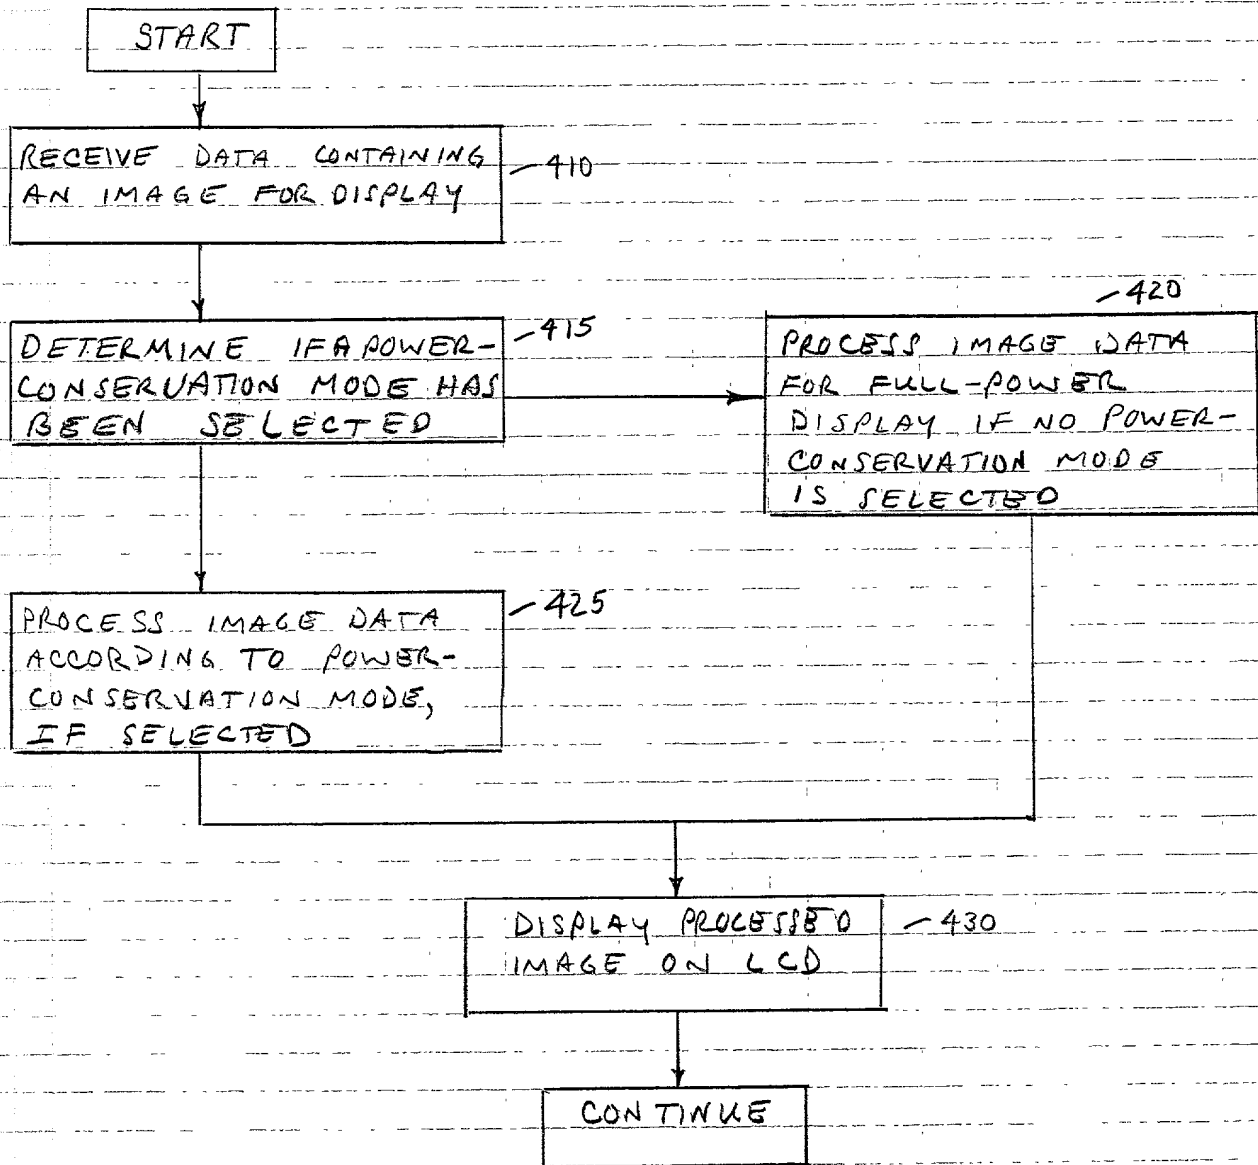 START
RECEIVE DATA CONTAINING
AN IMAGE FOR DISPLAY
410
DETERMINE IF A POWER-
CONSERVATION MODE HAS
BEEN SELECTED
415
420
PROCESS IMAGE DATA
FOR FULL-POWER
DISPLAY IF NO POWER-
CONSERVATION MODE
IS SELECTED
PROCESS IMAGE DATA
ACCORDING TO POWER-
CONSERVATION MODE,
IF SELECTED
425
DISPLAY PROCESSED
IMAGE ON LCD
430
CONTINUE